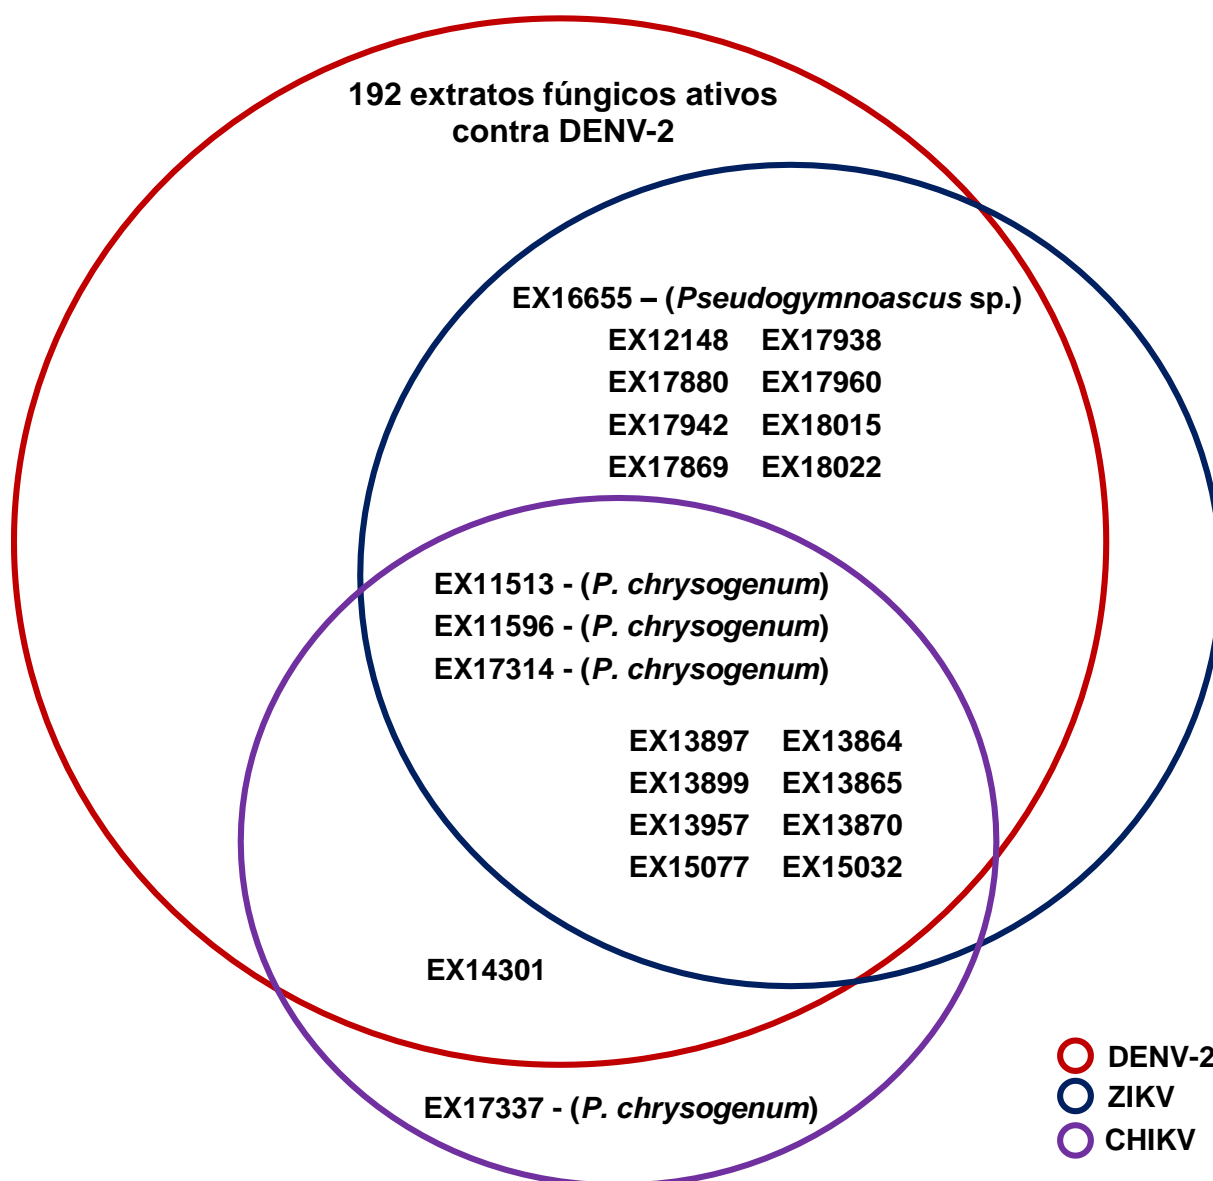 192 extratos fúngicos ativos
contra DENV-2
EX16655 – (Pseudogymnoascus sp.)
EX12148 EX17938
EX17880 EX17960
EX17942 EX18015
EX17869 EX18022
EX11513 - (P. chrysogenum)
EX11596 - (P. chrysogenum)
EX17314 - (P. chrysogenum)
EX13897 EX13864
EX13899 EX13865
EX13957 EX13870
EX15077 EX15032
EX14301
EX17337 - (P. chrysogenum)
DENV-2
ZIKV
CHIKV